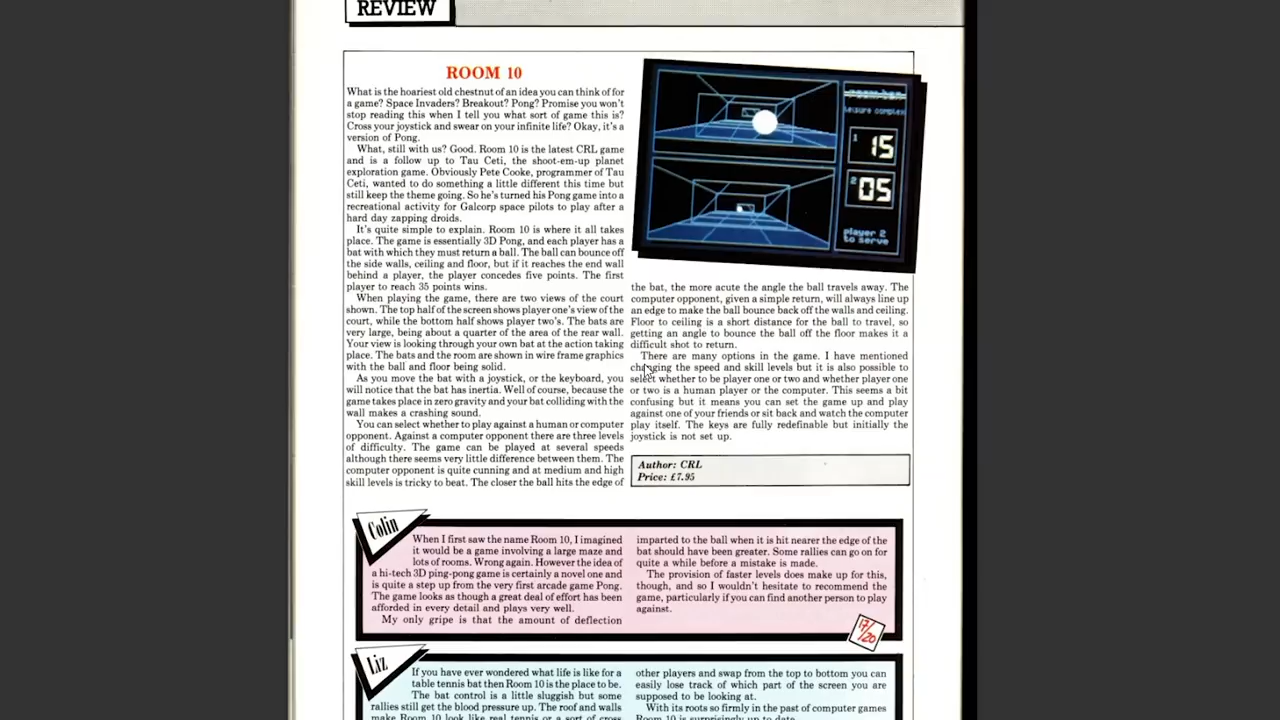 REVIEW
ROOM 10
What is the hoariest old chestnut of an idea you can think of for
a game? Space Invaders? Breakout? Pong? Promise you won't
stop reading this when I tell you what sort of game this is?
Cross your joystick and swear on your infinite life? Okay, it's a
version of Pong.
What, still with us? Good. Room 10 is the latest CRL game
and is a follow up to Tau Ceti, the shoot-em-up planet
exploration game. Obviously Pete Cooke, programmer of Tau
Ceti, wanted to do something a little different this time but
still keep the theme going. So he's turned his Pong game into a
recreational activity for Galcorp space pilots to play after a
hard day zapping droids.
It's quite simple to explain. Room 10 is where it all takes
place. The game is essentially 3D Pong, and each player has a
bat with which they must return a ball. The ball can bounce off
the side walls, ceiling and floor, but if it reaches the end wall
behind a player, the player concedes five points. The first
player to reach 35 points wins.
When playing the game, there are two views of the court
shown. The top half of the screen shows player one's view of the
court, while the bottom half shows player two's. The bats are
very large, being about a quarter of the area of the rear wall.
Your view is looking through your own bat at the action taking
place. The bats and the room are shown in wire frame graphics
with the ball and floor being solid.
As you move the bat with a joystick, or the keyboard, you
will notice that the bat has inertia. Well of course, because the
game takes place in zero gravity and your bat colliding with the
wall makes a crashing sound.
You can select whether to play against a human or computer
opponent. Against a computer opponent there are three levels
of difficulty. The game can be played at several speeds
although there seems very little difference between them. The
computer opponent is quite cunning and at medium and high
skill levels is tricky to beat. The closer the ball hits the edge of
leisure complex
1 15
2 05
player 2
to serve
the bat, the more acute the angle the ball travels away. The
computer opponent, given a simple return, will always line up
an edge to make the ball bounce back off the walls and ceiling.
Floor to ceiling is a short distance for the ball to travel, so
getting an angle to bounce the ball off the floor makes it a
difficult shot to return.
There are many options in the game. I have mentioned
changing the speed and skill levels but it is also possible to
select whether to be player one or two and whether player one
or two is a human player or the computer. This seems a bit
confusing but it means you can set the game up and play
against one of your friends or sit back and watch the computer
play itself. The keys are fully redefinable but initially the
joystick is not set up.
Author: CRL
Price: £7.95
Colin
When I first saw the name Room 10, I imagined
it would be a game involving a large maze and
lots of rooms. Wrong again. However the idea of
a hi-tech 3D ping-pong game is certainly a novel one and
is quite a step up from the very first arcade game Pong.
The game looks as though a great deal of effort has been
afforded in every detail and plays very well.
My only gripe is that the amount of deflection
imparted to the ball when it is hit nearer the edge of the
bat should have been greater. Some rallies can go on for
quite a while before a mistake is made.
The provision of faster levels does make up for this,
though, and so I wouldn't hesitate to recommend the
game, particularly if you can find another person to play
against.
17/20
Liz
If you have ever wondered what life is like for a
table tennis bat then Room 10 is the place to be.
The bat control is a little sluggish but some
rallies still get the blood pressure up. The roof and walls
make Room 10 look like real tennis or a sort of cross
other players and swap from the top to bottom you can
easily lose track of which part of the screen you are
supposed to be looking at.
With its roots so firmly in the past of computer games
Room 10 is surprisingly up to date.